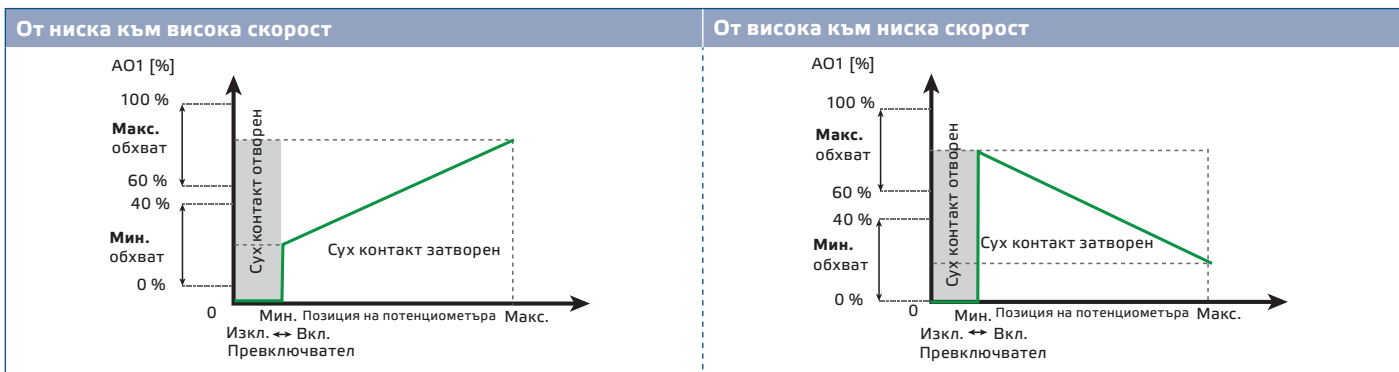 От ниска към висока скорост
AO1 [%]
100 %
Макс.
обхват
60 %
40 %
Мин.
обхват
0 %
Сух контакт отворен
Сух контакт затворен
0
Мин. Позиция на потенциометъра Макс.
Изкл. ↔ Вкл.
Превключвател
От висока към ниска скорост
AO1 [%]
100 %
Макс.
обхват
60 %
40 %
Мин.
обхват
0 %
Сух контакт отворен
Сух контакт затворен
0
Мин. Позиция на потенциометъра Макс.
Изкл. ↔ Вкл.
Превключвател